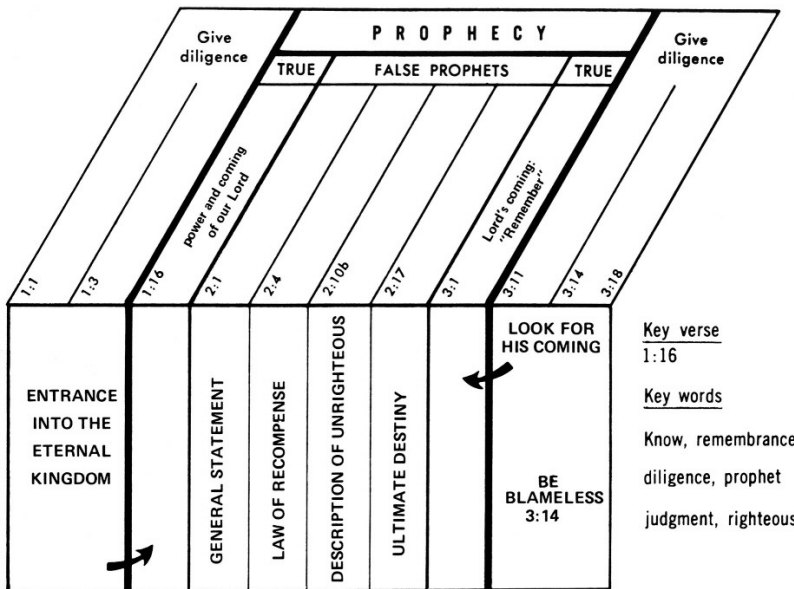 Give
diligence
PROPHECY
Give
diligence
TRUE
FALSE PROPHETS
TRUE
power and coming
of our Lord
Lord's coming:
"Remember"
1:1
1:3
1:16
2:1
2:4
2:10b
2:17
3:1
3:11
3:14
3:18
ENTRANCE
INTO THE
ETERNAL
KINGDOM
GENERAL STATEMENT
LAW OF RECOMPENSE
DESCRIPTION OF UNRIGHTEOUS
ULTIMATE DESTINY
LOOK FOR
HIS COMING
BE
BLAMELESS
3:14
Key verse
1:16
Key words
Know, remembrance
diligence, prophet
judgment, righteous